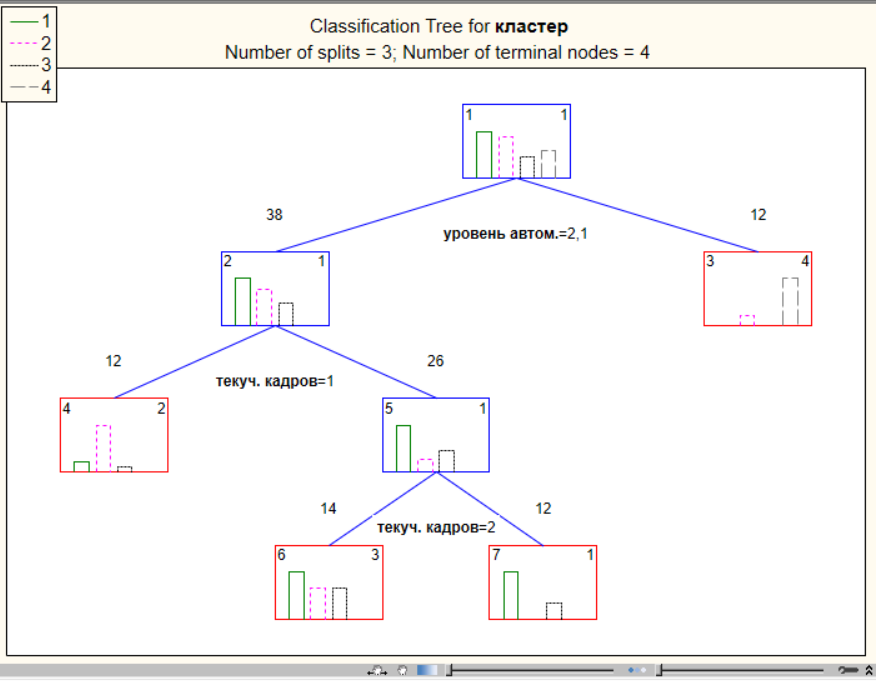 1
2
3
4
Classification Tree for кластер
Number of splits = 3; Number of terminal nodes = 4
1 1
38 12
уровень автом.=2,1
2 1
3 4
12 26
текуч. кадров=1
4 2
5 1
14 12
текуч. кадров=2
6 3
7 1